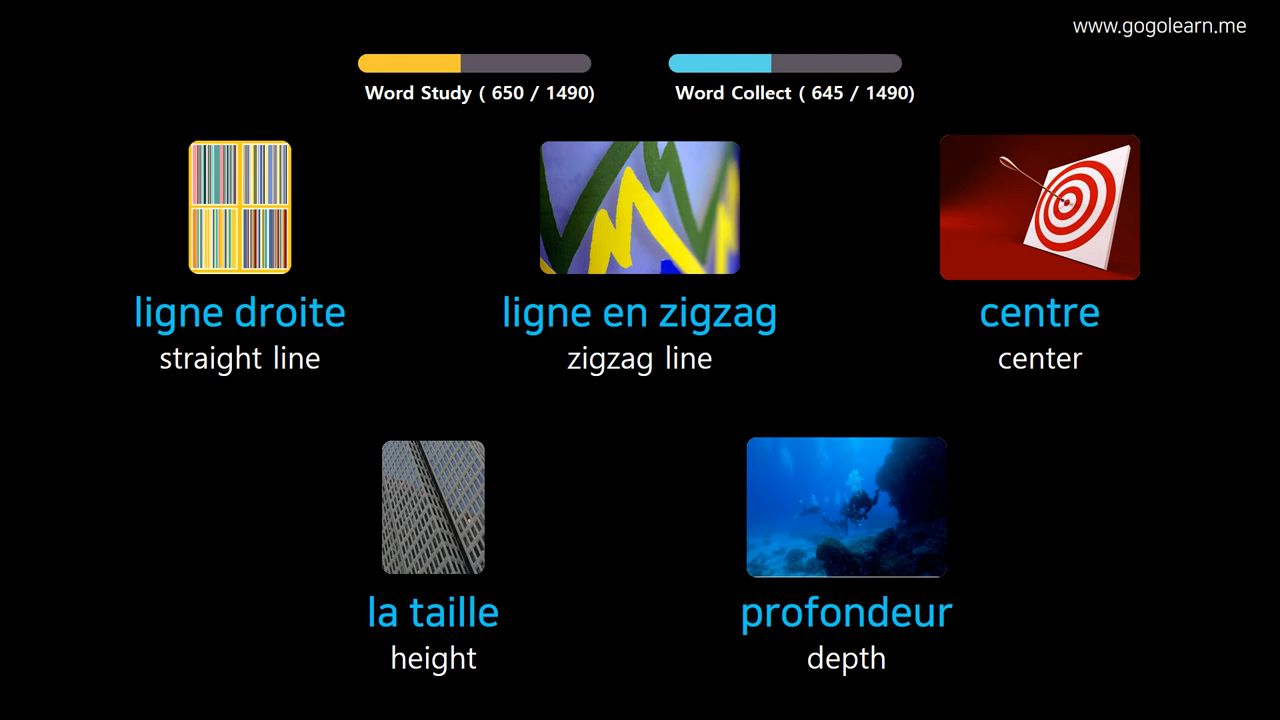 www.gogolearn.me
Word Study ( 650 / 1490)
Word Collect ( 645 / 1490)
ligne droite
straight line
ligne en zigzag
zigzag line
centre
center
la taille
height
profondeur
depth